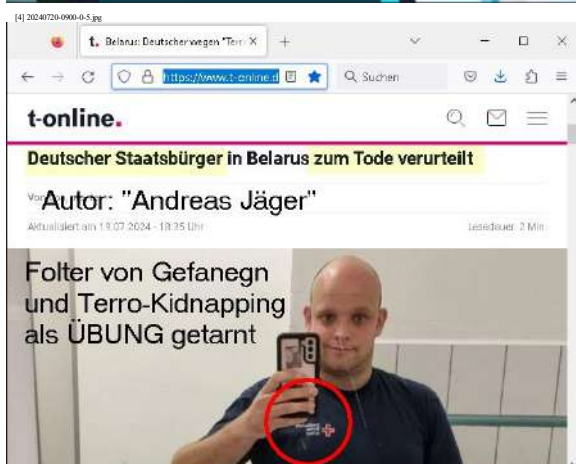 [4] 20240720-0900-0-5.jpg
t. Belarus: Deutscher wegen "Terr
https://www.t-online.d
Suchen
t-online.
Deutscher Staatsbürger in Belarus zum Tode verurteilt
Autor: "Andreas Jäger"
Aktualisiert am 19.07.2024 - 18:35 Uhr
Lesedauer: 2 Min.
Folter von Gefanegn
und Terro-Kidnapping
als ÜBUNG getarnt